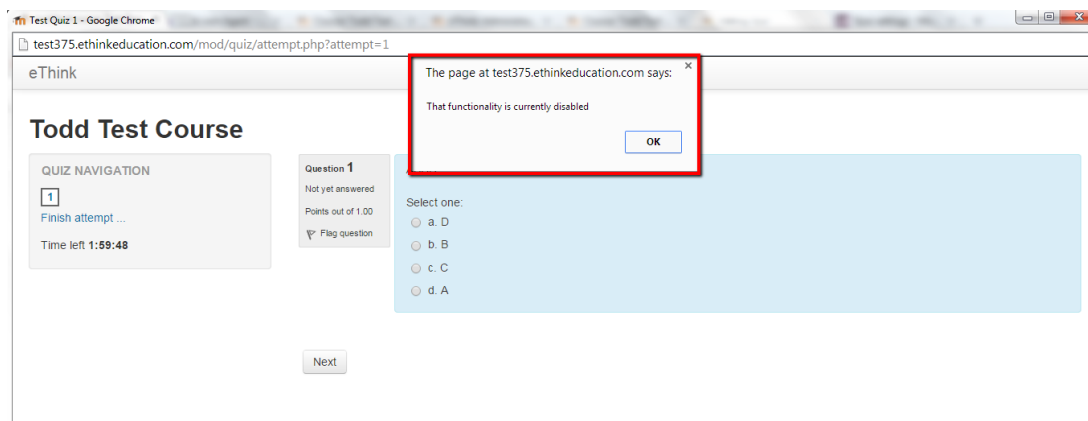 Test Quiz 1 - Google Chrome
test375.ethinkeducation.com/mod/quiz/attempt.php?attempt=1
eThink
The page at test375.ethinkeducation.com says:
That functionality is currently disabled
OK
Todd Test Course
QUIZ NAVIGATION
1
Finish attempt ...
Time left 1:59:48
Question 1
Not yet answered
Points out of 1.00
Flag question
Select one:
a. D
b. B
c. C
d. A
Next